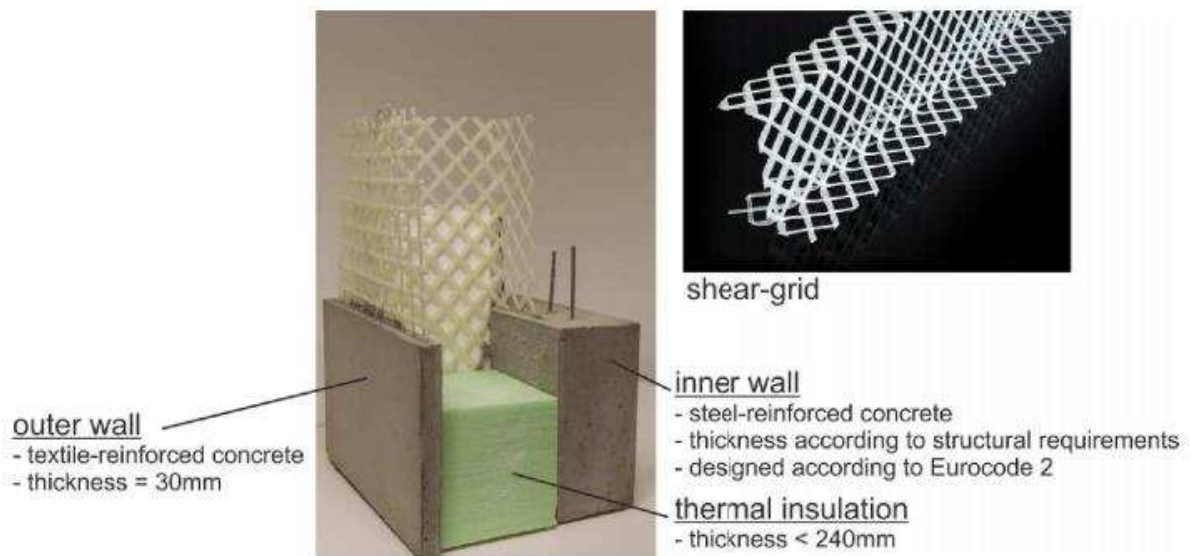 shear-grid
outer wall
- textile-reinforced concrete
- thickness = 30mm
inner wall
- steel-reinforced concrete
- thickness according to structural requirements
- designed according to Eurocode 2
thermal insulation
- thickness < 240mm